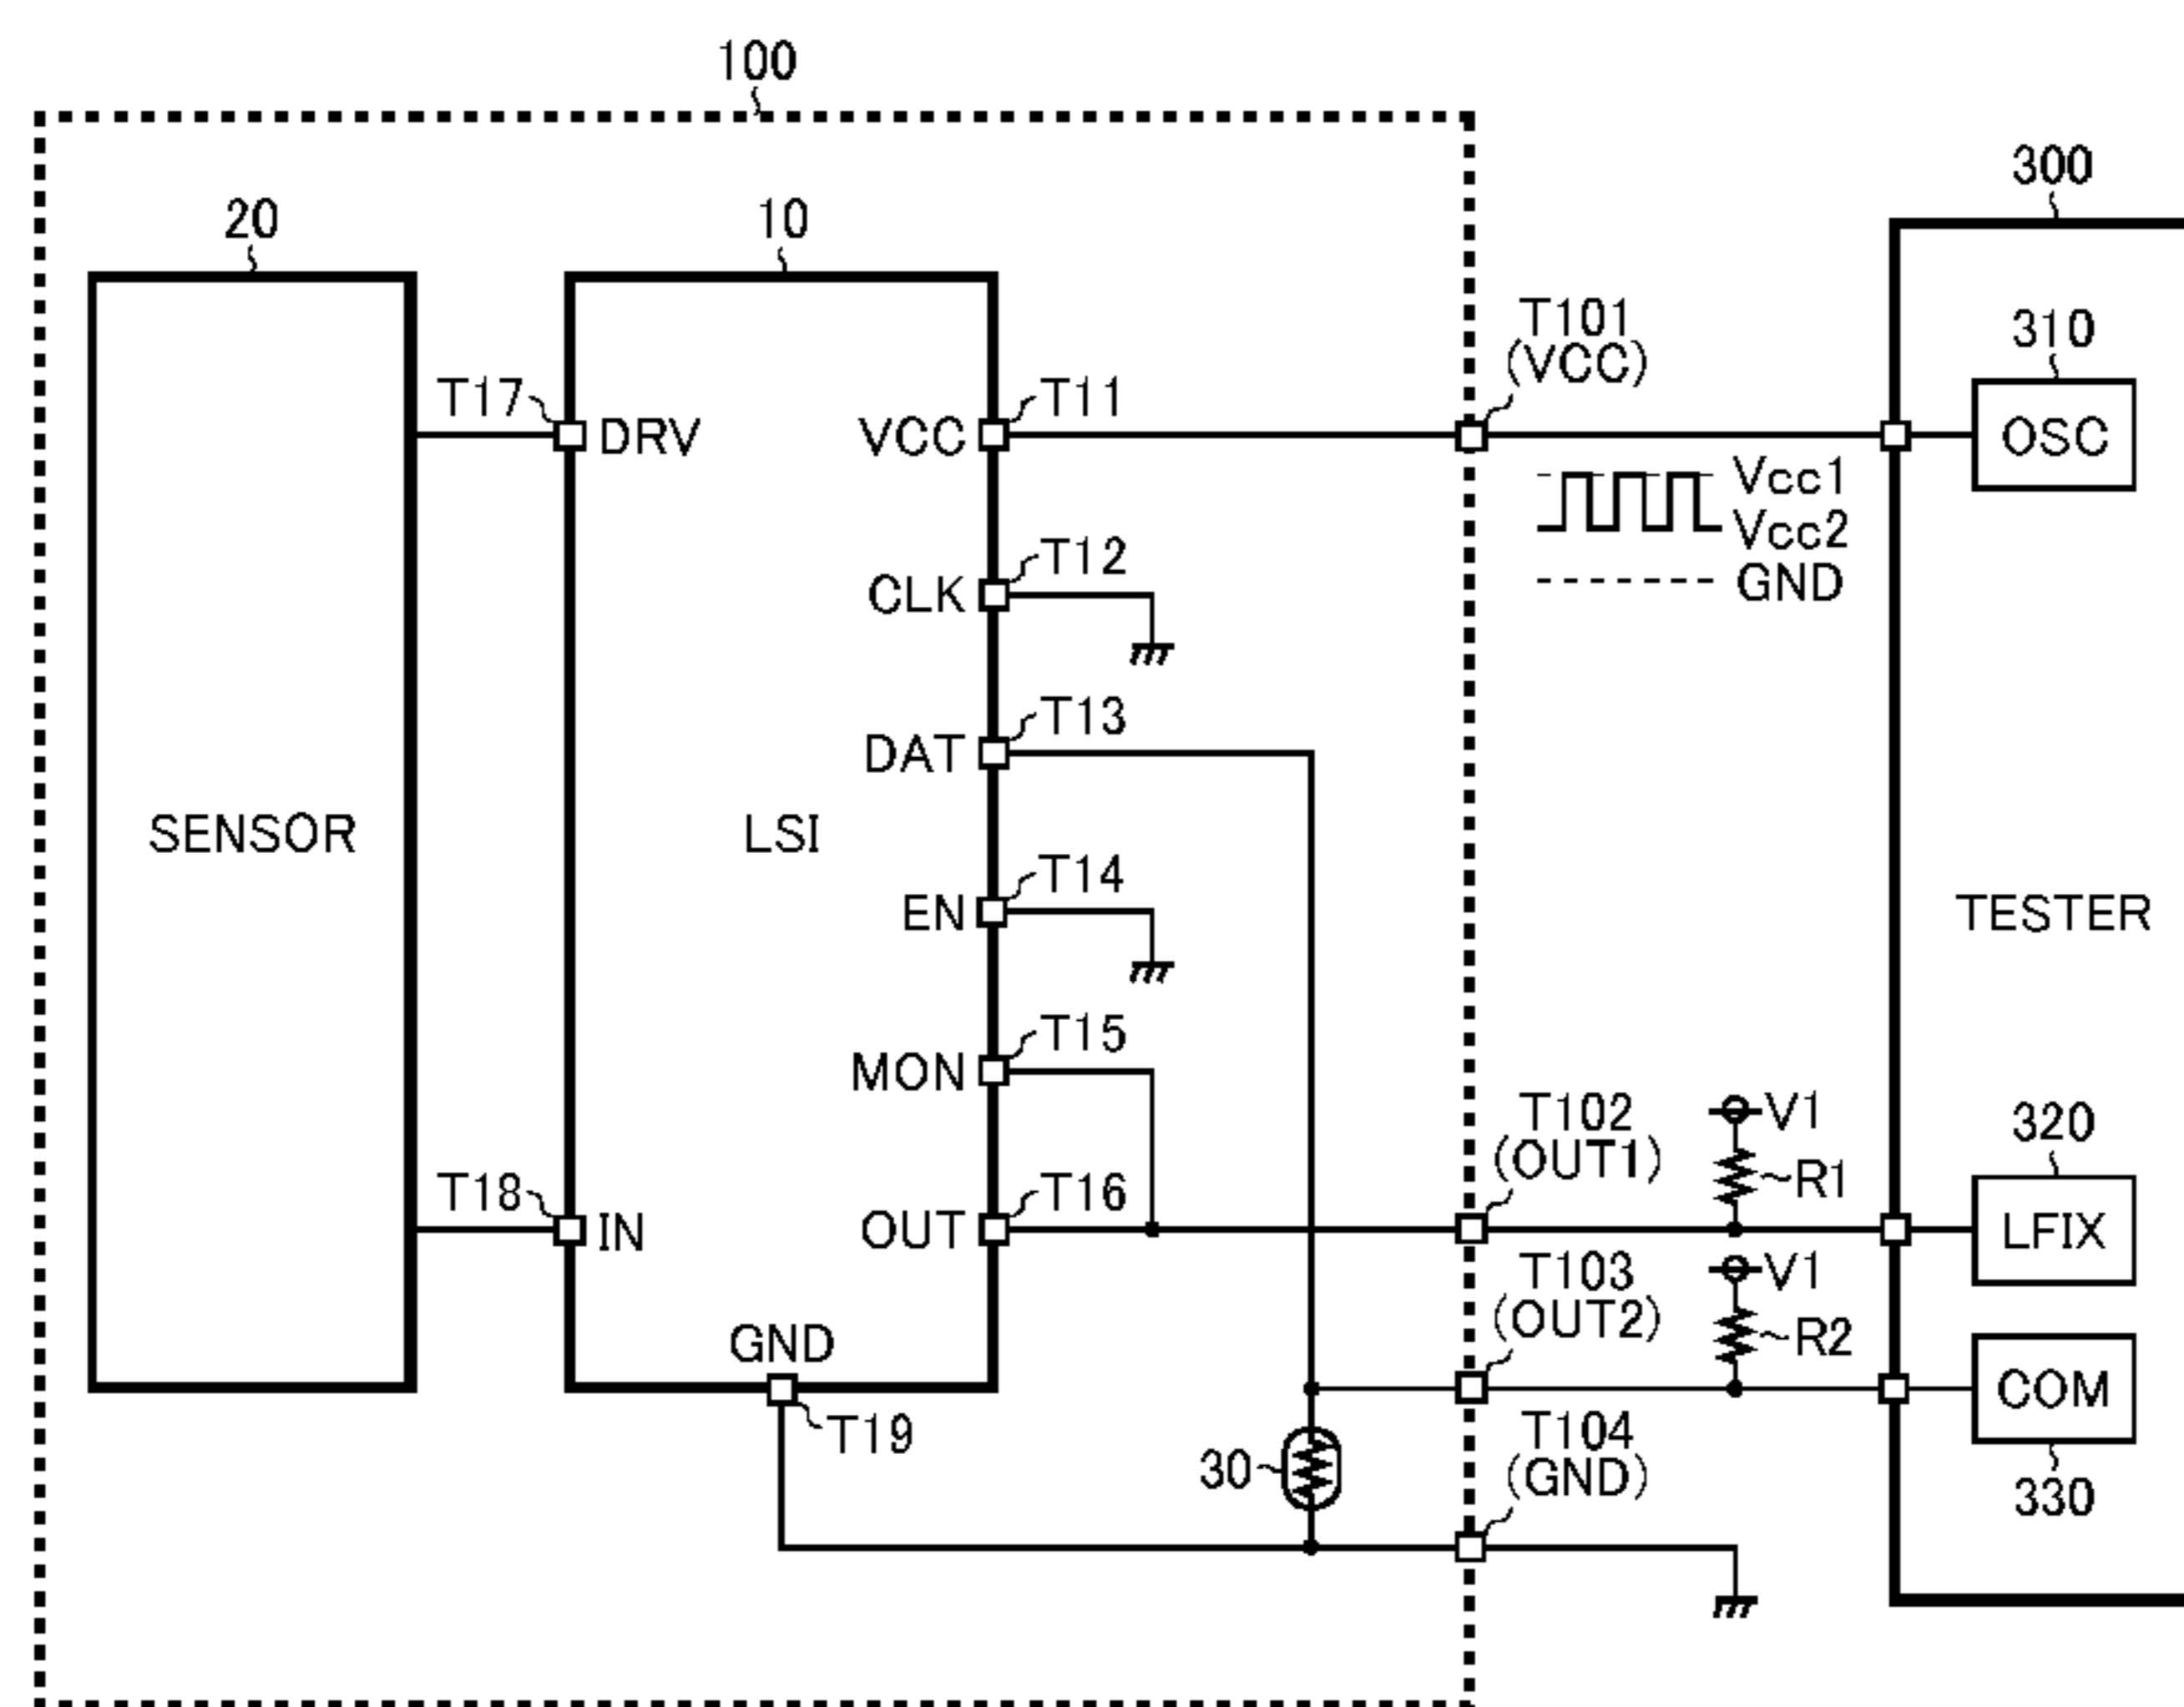 100
300
20
10
T101
(VCC)
310
T17
DRV
VCC
T11
OSC
Vcc1
Vcc2
GND
CLK
T12
DAT
T13
SENSOR
LSI
EN
T14
TESTER
MON
T15
T102
(OUT1)
V1
R1
320
T18
IN
OUT
T16
LFIX
T103
(OUT2)
V1
R2
GND
T19
COM
30
T104
(GND)
330